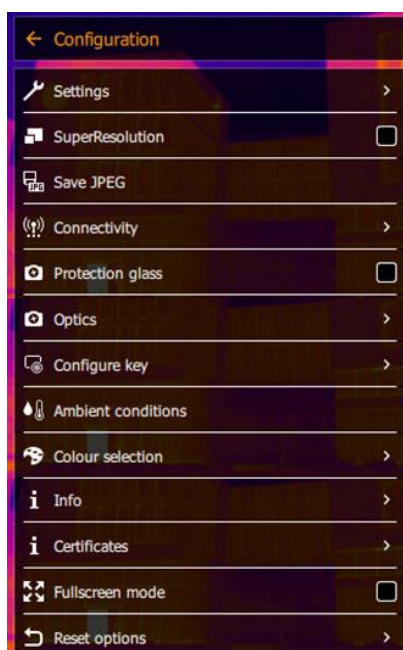 Configuration
Settings
SuperResolution
JPG Save JPEG
Connectivity
Protection glass
Optics
Configure key
Ambient conditions
Colour selection
Info
Certificates
Fullscreen mode
Reset options